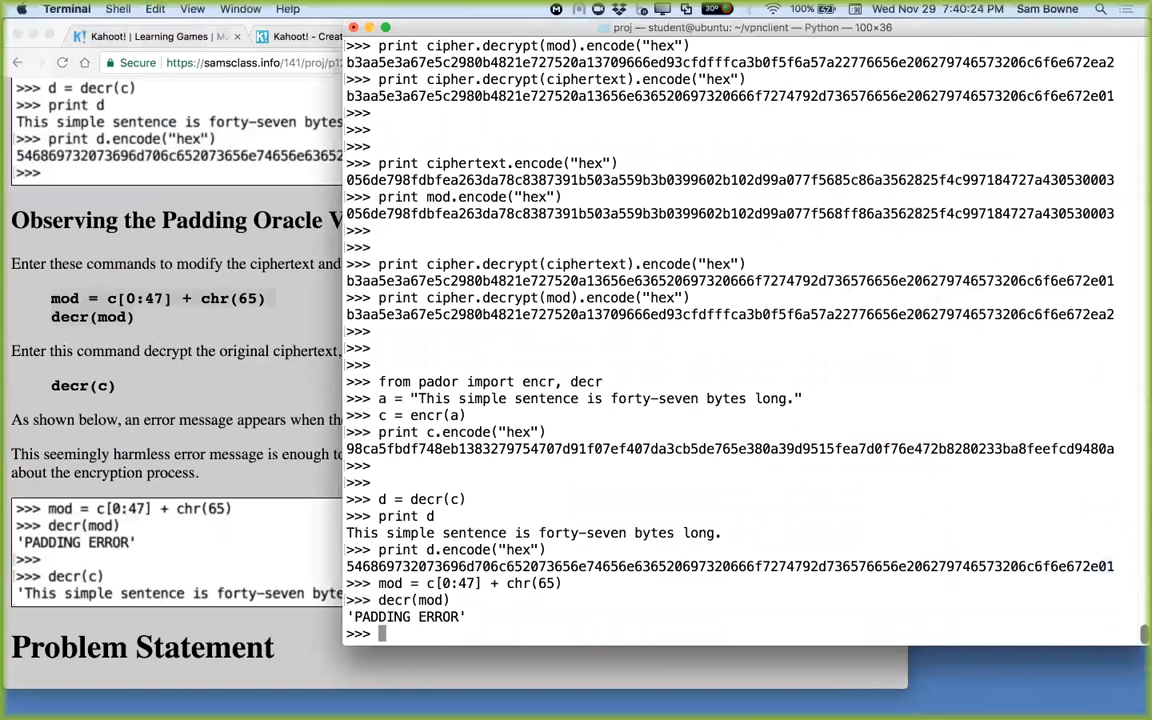 Terminal Shell Edit View Window Help 100% Wed Nov 29 7:40:24 PM Sam Bowne
Kahoot! | Learning Games | M
Kahoot! - Creat
Secure https://samsclass.info/141/proj/p1
>>> d = decr(c)
>>> print d
This simple sentence is forty-seven bytes
>>> print d.encode("hex")
546869732073696d706c652073656e74656e63652
>>>
Observing the Padding Oracle V
Enter these commands to modify the ciphertext and
mod = c[0:47] + chr(65)
decr(mod)
Enter this command decrypt the original ciphertext,
decr(c)
As shown below, an error message appears when the
This seemingly harmless error message is enough to
about the encryption process.
>>> mod = c[0:47] + chr(65)
>>> decr(mod)
'PADDING ERROR'
>>>
>>> decr(c)
'This simple sentence is forty-seven byte
Problem Statement
proj — student@ubuntu: ~/vpnclient — Python — 100×36
>>> print cipher.decrypt(mod).encode("hex")
b3aa5e3a67e5c2980b4821e727520a13709666ed93cfdfffca3b0f5f6a57a22776656e206279746573206c6f6e672ea2
>>> print cipher.decrypt(ciphertext).encode("hex")
b3aa5e3a67e5c2980b4821e727520a13656e636520697320666f7274792d736576656e206279746573206c6f6e672e01
>>>
>>>
>>>
>>> print ciphertext.encode("hex")
056de798fdbfea263da78c8387391b503a559b3b0399602b102d99a077f5685c86a3562825f4c997184727a430530003
>>> print mod.encode("hex")
056de798fdbfea263da78c8387391b503a559b3b0399602b102d99a077f568ff86a3562825f4c997184727a430530003
>>>
>>>
>>> print cipher.decrypt(ciphertext).encode("hex")
b3aa5e3a67e5c2980b4821e727520a13656e636520697320666f7274792d736576656e206279746573206c6f6e672e01
>>> print cipher.decrypt(mod).encode("hex")
b3aa5e3a67e5c2980b4821e727520a13709666ed93cfdfffca3b0f5f6a57a22776656e206279746573206c6f6e672ea2
>>>
>>>
>>>
>>> from pador import encr, decr
>>> a = "This simple sentence is forty-seven bytes long."
>>> c = encr(a)
>>> print c.encode("hex")
98ca5fbdf748eb1383279754707d91f07ef407da3cb5de765e380a39d9515fea7d0f76e472b8280233ba8feefcd9480a
>>>
>>>
>>> d = decr(c)
>>> print d
This simple sentence is forty-seven bytes long.
>>> print d.encode("hex")
546869732073696d706c652073656e74656e636520697320666f7274792d736576656e206279746573206c6f6e672e01
>>> mod = c[0:47] + chr(65)
>>> decr(mod)
'PADDING ERROR'
>>>